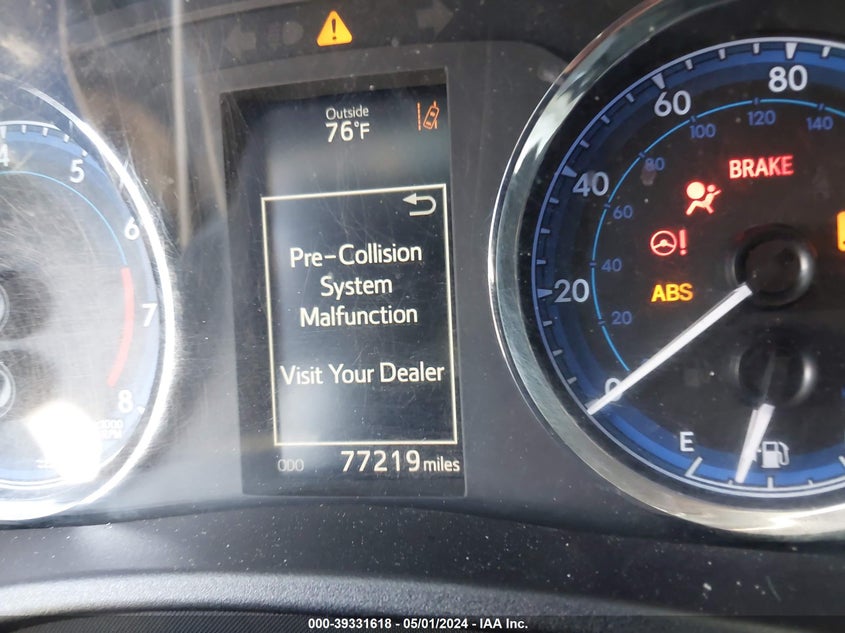 Outside
76°F
Pre-Collision
System
Malfunction
Visit Your Dealer
ODO 77219 miles
4
5
6
7
8
80
60
40
20
0
140
120
100
80
60
40
20
BRAKE
ABS
E
000-39331618 - 05/01/2024 - IAA Inc.